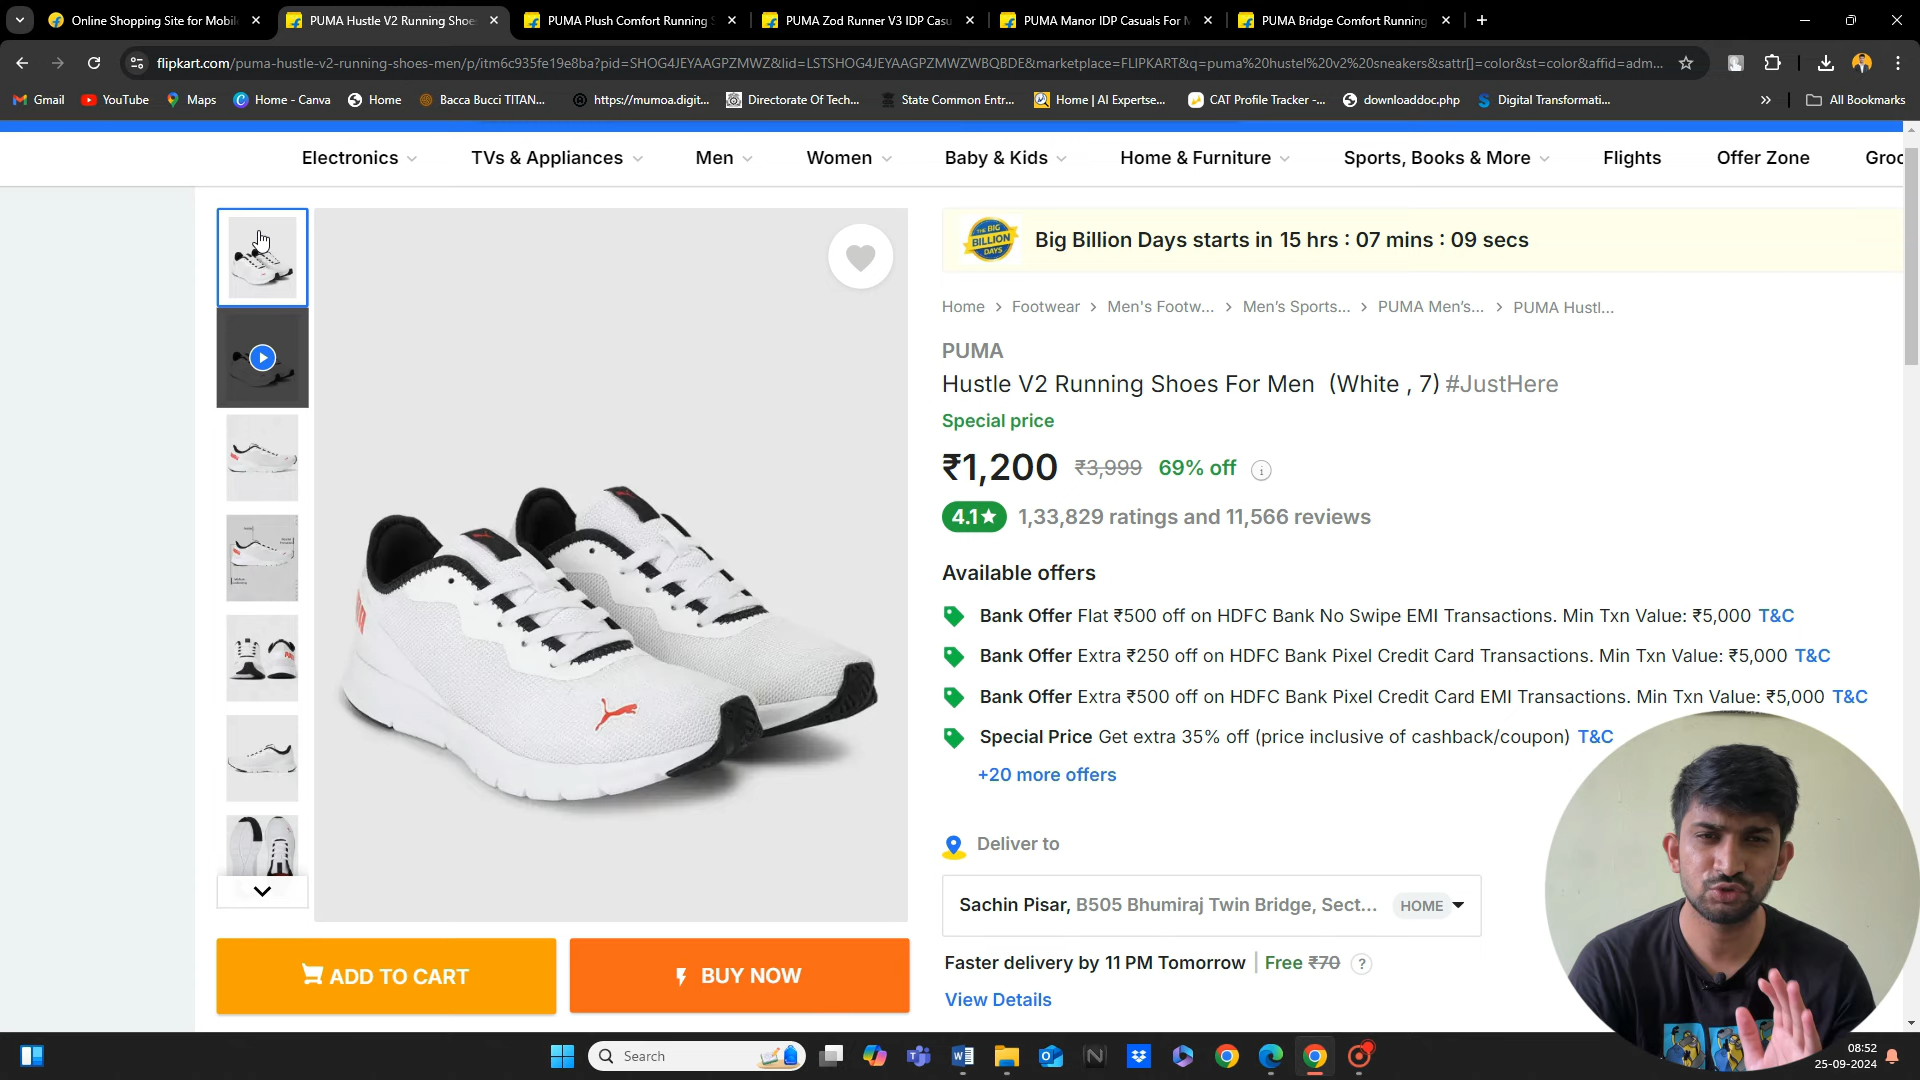 Online Shopping Site for Mobil
PUMA Hustle V2 Running Shoe
PUMA Plush Comfort Running S
PUMA Zod Runner V3 IDP Casu
PUMA Manor IDP Casuals For M
PUMA Bridge Comfort Running
flipkart.com/puma-hustle-v2-running-shoes-men/p/itm6c935fe19e8ba?pid=SHOG4JEYAAGPZMWZ&lid=LSTSHOG4JEYAAGPZMWZWBQBDE&marketplace=FLIPKART&q=puma%20hustel%20v2%20sneakers&sattr[]=color&st=color&affid=adm...
Gmail YouTube Maps Home - Canva Home Bacca Bucci TITAN... https://mumoa.digit... Directorate Of Tech... State Common Entr... Home | AI Expertse... CAT Profile Tracker -... downloaddoc.php Digital Transformati... » All Bookmarks
Electronics TVs & Appliances Men Women Baby & Kids Home & Furniture Sports, Books & More Flights Offer Zone Groc
THE BIG BILLION DAYS
Big Billion Days starts in 15 hrs : 07 mins : 09 secs
Home > Footwear > Men's Footw... > Men's Sports... > PUMA Men's... > PUMA Hustl...
PUMA
Hustle V2 Running Shoes For Men (White , 7) #JustHere
Special price
₹1,200 ₹3,999 69% off
4.1★ 1,33,829 ratings and 11,566 reviews
Available offers
Bank Offer Flat ₹500 off on HDFC Bank No Swipe EMI Transactions. Min Txn Value: ₹5,000 T&C
Bank Offer Extra ₹250 off on HDFC Bank Pixel Credit Card Transactions. Min Txn Value: ₹5,000 T&C
Bank Offer Extra ₹500 off on HDFC Bank Pixel Credit Card EMI Transactions. Min Txn Value: ₹5,000 T&C
Special Price Get extra 35% off (price inclusive of cashback/coupon) T&C
+20 more offers
Deliver to
Sachin Pisar, B505 Bhumiraj Twin Bridge, Sect... HOME
Faster delivery by 11 PM Tomorrow | Free ₹70 ?
View Details
ADD TO CART
BUY NOW
Search
08:52
25-09-2024